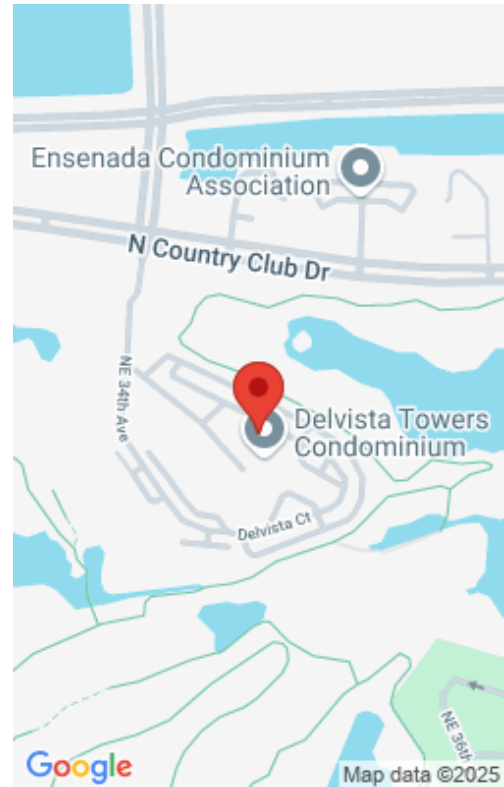 Ensenada Condominium
Association
N Country Club Dr
NE 34th Ave
Delvista Towers
Condominium
Delvista Ct
NE 36th
Google
Map data ©2025